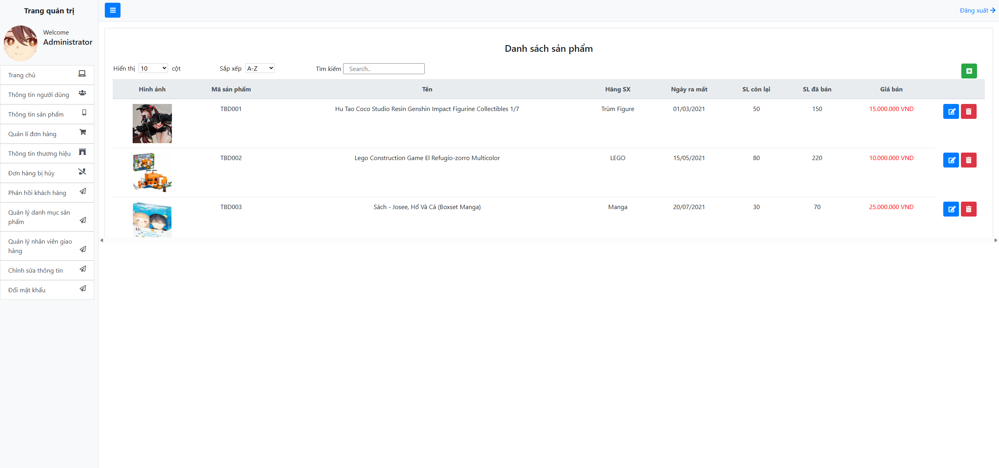 Trang quản trị
Đăng xuất
Welcome
Administrator
Trang chủ
Thông tin người dùng
Thông tin sản phẩm
Quản lí đơn hàng
Thông tin thương hiệu
Đơn hàng bị hủy
Phản hồi khách hàng
Quản lý danh mục sản
phẩm
Quản lý nhân viên giao
hàng
Chỉnh sửa thông tin
Đổi mật khẩu
Danh sách sản phẩm
Hiển thị 10 cột Sắp xếp A-Z Tìm kiếm Search..
Hình ảnh Mã sản phẩm Tên Hãng SX Ngày ra mắt SL còn lại SL đã bán Giá bán
TBD001 Hu Tao Coco Studio Resin Genshin Impact Figurine Collectibles 1/7 Trùm Figure 01/03/2021 50 150 15.000.000 VND
TBD002 Lego Construction Game El Refugio-zorro Multicolor LEGO 15/05/2021 80 220 10.000.000 VND
TBD003 Sách - Josee, Hổ Và Cá (Boxset Manga) Manga 20/07/2021 30 70 25.000.000 VND